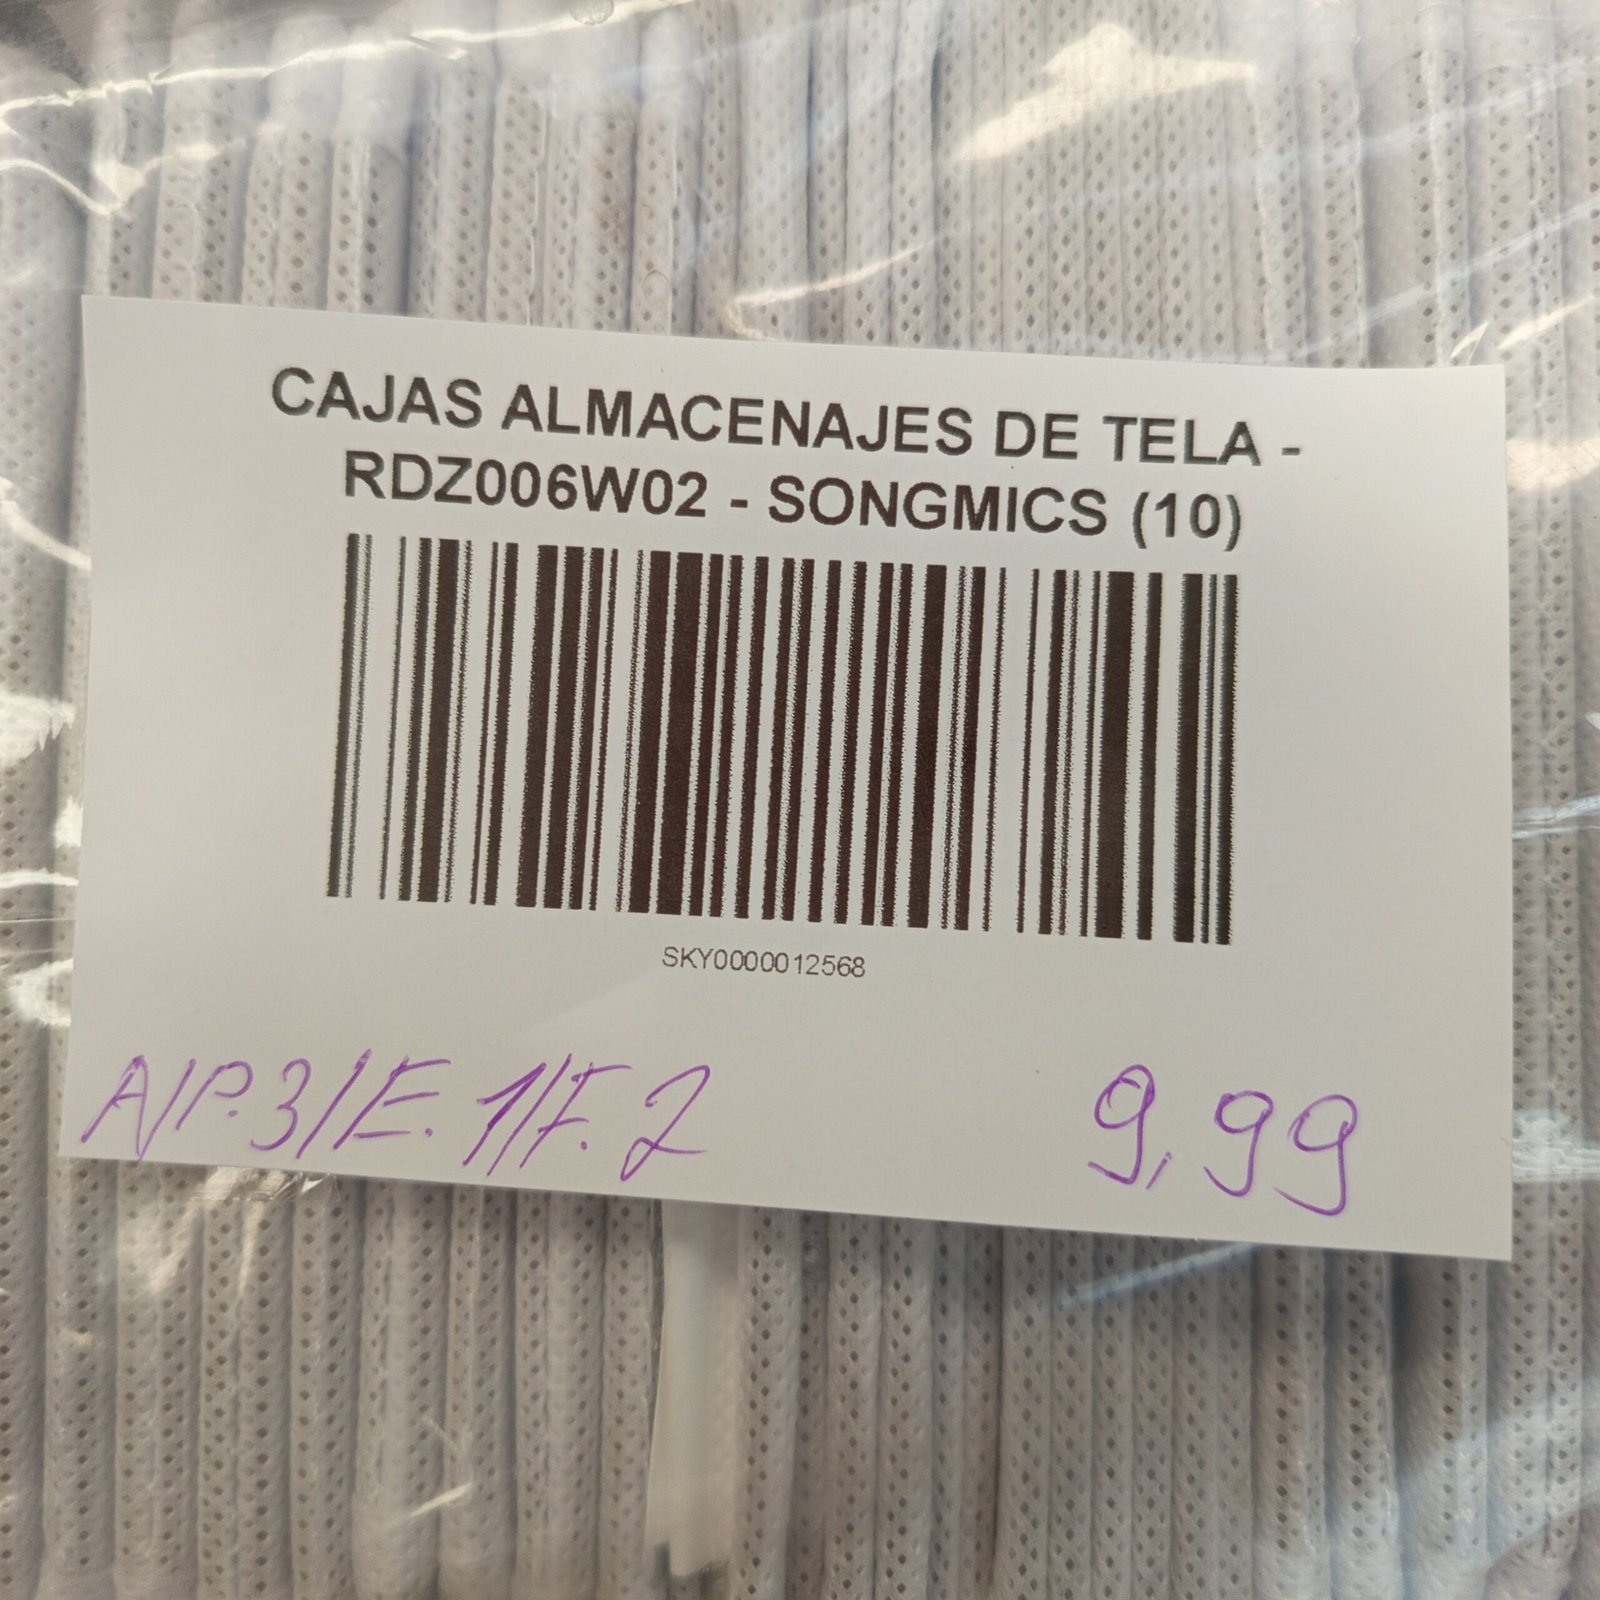 CAJAS ALMACENAJES DE TELA -
RDZ006W02 - SONGMICS (10)
SKY0000012568
A/P.3/E.1/F.2 9,99